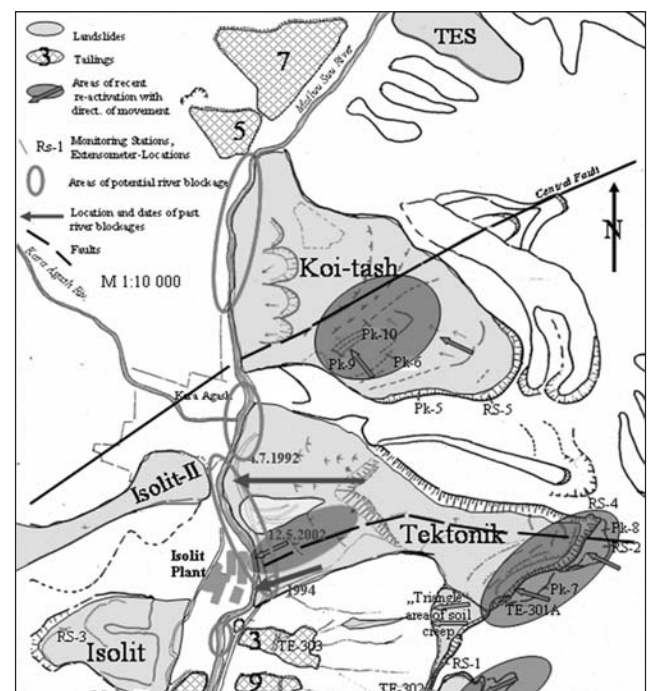 Landslides
3
Tailings
Areas of recent
re-activation with
direct. of movement
Rs-1
Monitoring Stations,
Extensometer-Locations
Areas of potential river blockage
Location and dates of past
river blockages
Faults
M 1:10 000
Kara Agash Riv.
7
5
Mailuu Suu River
TES
Central Fault
N
Koi-tash
Pk-10
Pk-9
Pk-6
Pk-5
RS-5
Kara Agash
.7.1992
Isolit-II
12.5.2002
Tektonik
RS-4
Pk-8
RS-2
Isolit
Plant
1994
Pk-7
TE-301A
„Triangle"
area of soil
creep
RS-3
Isolit
3
TE-303
9
RS-1
TE-302